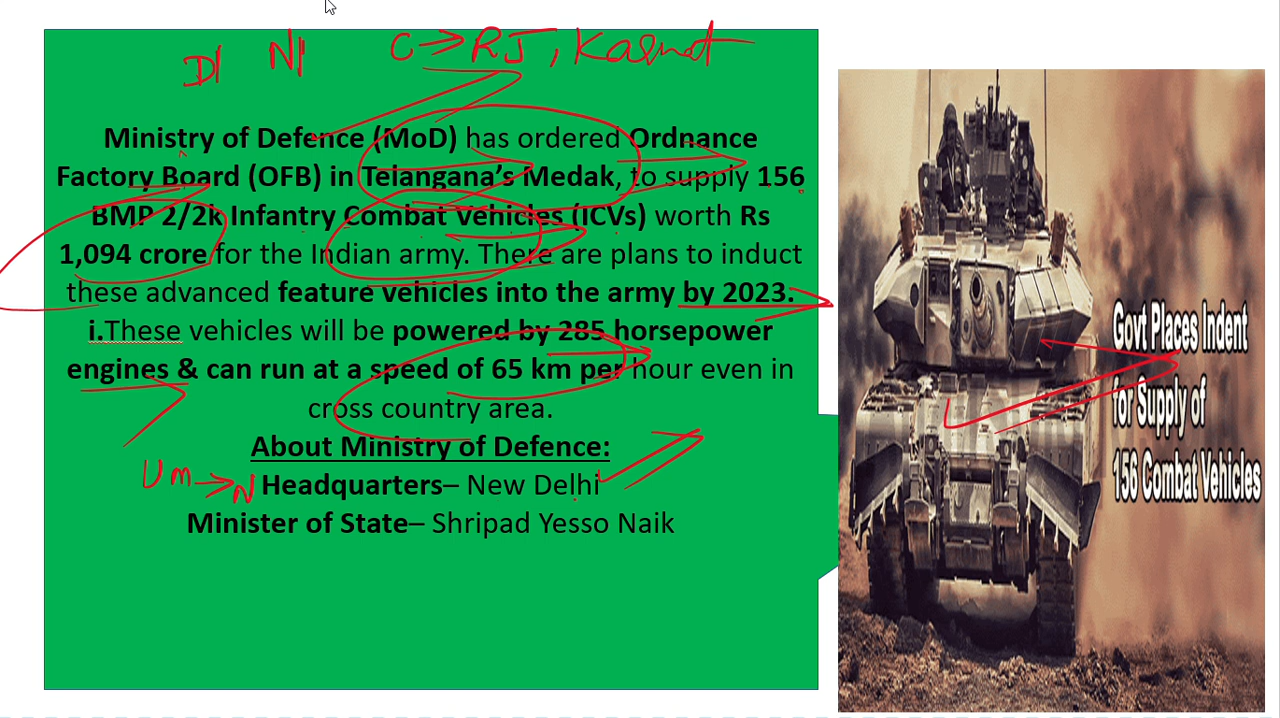 C → RJ, Karnat
D1 N1
Ministry of Defence (MoD) has ordered Ordnance
Factory Board (OFB) in Telangana’s Medak, to supply 156
BMP 2/2k Infantry Combat Vehicles (ICVs) worth Rs
1,094 crore for the Indian army. There are plans to induct
these advanced feature vehicles into the army by 2023.
i.These vehicles will be powered by 285 horsepower
engines & can run at a speed of 65 km per hour even in
cross country area.
About Ministry of Defence:
Um → N
Headquarters– New Delhi
Minister of State– Shripad Yesso Naik
Govt Places Indent
for Supply of
156 Combat Vehicles